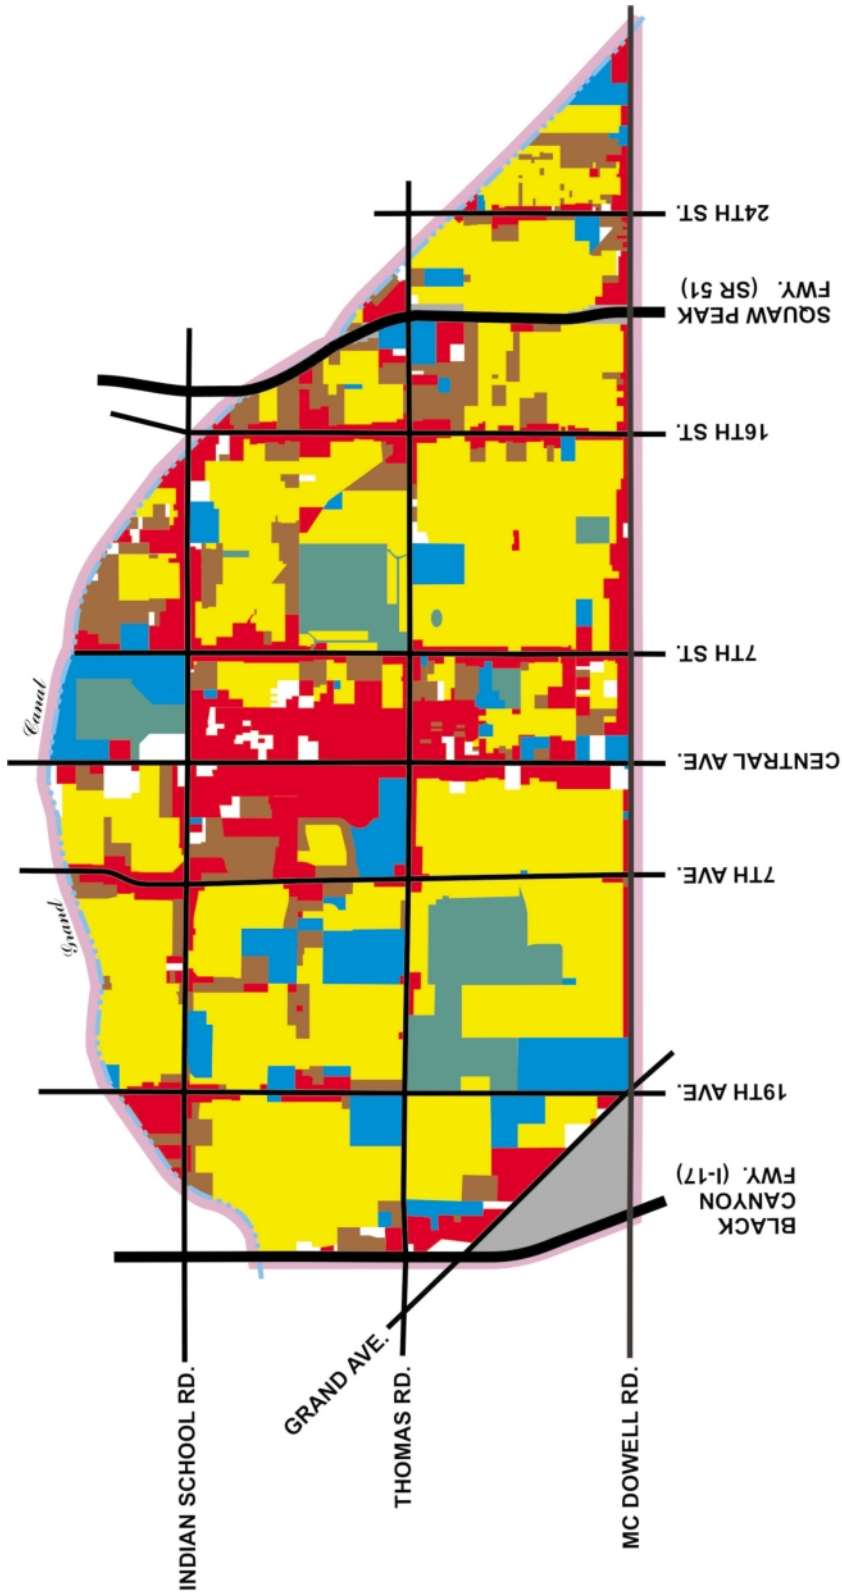 Canal
Grand
24TH ST.
SQUAW PEAK
FWY. (SR 51)
16TH ST.
7TH ST.
CENTRAL AVE.
7TH AVE.
19TH AVE.
BLACK
CANYON
FWY. (I-17)
GRAND AVE.
INDIAN SCHOOL RD.
THOMAS RD.
MC DOWELL RD.